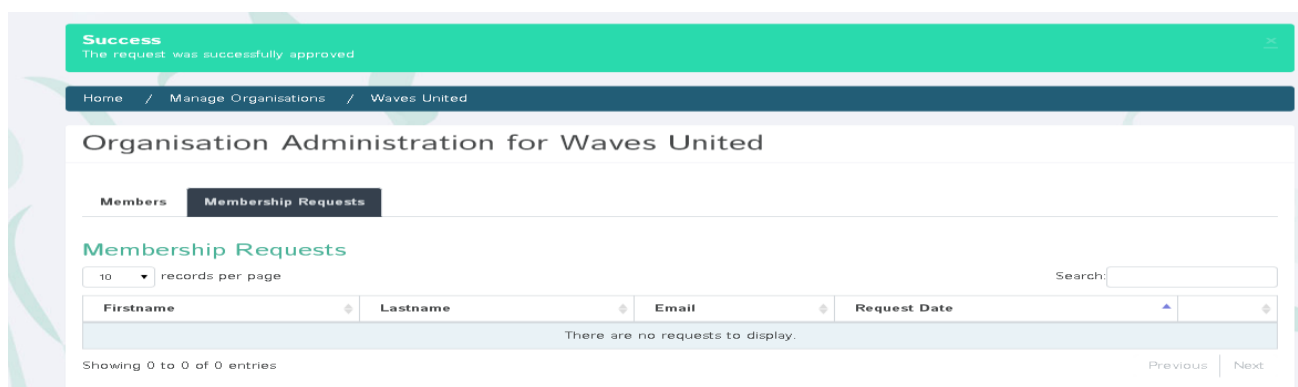 Success ×
The request was successfully approved
Home / Manage Organisations / Waves United
Organisation Administration for Waves United
Members Membership Requests
Membership Requests
10 records per page Search:
Firstname Lastname Email Request Date
There are no requests to display.
Showing 0 to 0 of 0 entries Previous Next